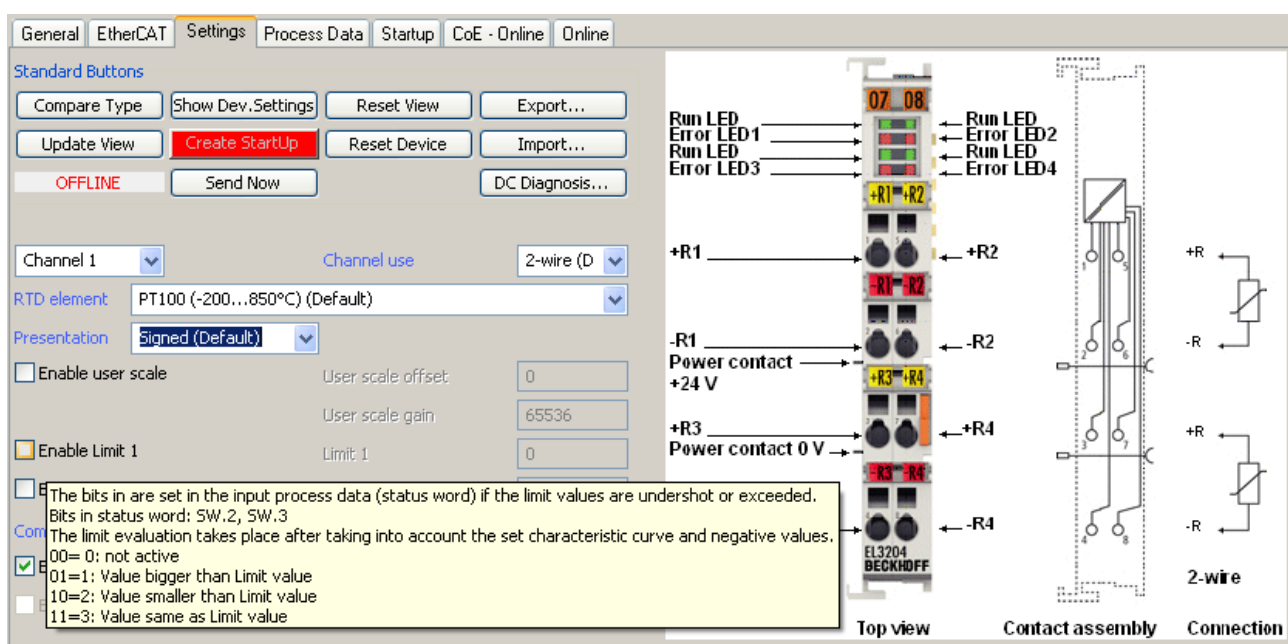 General EtherCAT Settings Process Data Startup CoE - Online Online
Standard Buttons
Compare Type Show Dev.Settings Reset View Export...
Update View Create StartUp Reset Device Import...
OFFLINE Send Now DC Diagnosis...
Channel 1 Channel use 2-wire (D
RTD element PT100 (-200...850°C) (Default)
Presentation Signed (Default)
Enable user scale User scale offset 0
User scale gain 65536
Enable Limit 1 Limit 1 0
The bits in are set in the input process data (status word) if the limit values are undershot or exceeded.
Bits in status word: SW.2, SW.3
The limit evaluation takes place after taking into account the set characteristic curve and negative values.
00= 0: not active
01=1: Value bigger than Limit value
10=2: Value smaller than Limit value
11=3: Value same as Limit value
Com
07 08
Run LED Run LED
Error LED1 Error LED2
Run LED Run LED
Error LED3 Error LED4
+R1 +R2
+R1 +R2
-R1 -R2
-R1 -R2
Power contact
+24 V
+R3 +R4
+R3 +R4
Power contact 0 V
-R3 -R4
-R4
EL3204
BECKHOFF
Top view
1 5
2 6
3 7
4 8
Contact assembly
+R
-R
+R
-R
2-wire
Connection